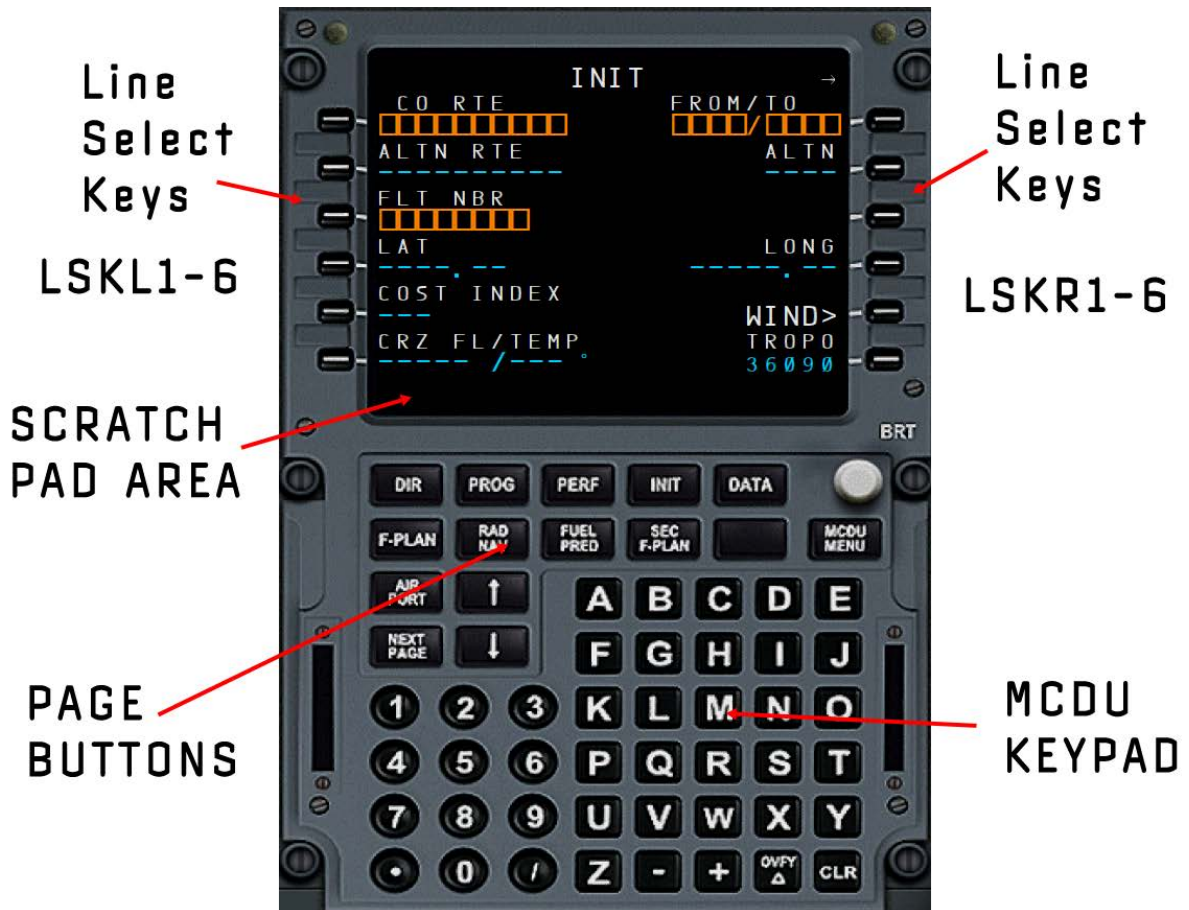 Line
Select
Keys
LSKL1-6
SCRATCH
PAD AREA
PAGE
BUTTONS
INIT →
CO RTE FROM/TO
/
ALTN RTE ALTN
---------- ----
FLT NBR
LAT LONG
----.-- -----.--
COST INDEX
---
WIND>
CRZ FL/TEMP TROPO
----- /---° 36090
BRT
DIR PROG PERF INIT DATA
F-PLAN RAD NAV FUEL PRED SEC F-PLAN MCDU MENU
AIR PORT ↑ A B C D E
NEXT PAGE ↓ F G H I J
1 2 3 K L M N O
4 5 6 P Q R S T
7 8 9 U V W X Y
. 0 / Z - + OVFY Δ CLR
Line
Select
Keys
LSKR1-6
MCDU
KEYPAD